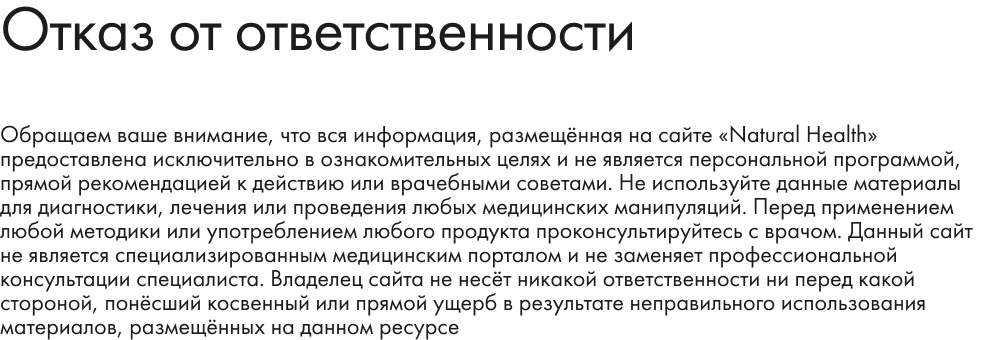 Отказ от ответственности
Обращаем ваше внимание, что вся информация, размещённая на сайте «Natural Health»
предоставлена исключительно в ознакомительных целях и не является персональной программой,
прямой рекомендацией к действию или врачебными советами. Не используйте данные материалы
для диагностики, лечения или проведения любых медицинских манипуляций. Перед применением
любой методики или употреблением любого продукта проконсультируйтесь с врачом. Данный сайт
не является специализированным медицинским порталом и не заменяет профессиональной
консультации специалиста. Владелец сайта не несёт никакой ответственности ни перед какой
стороной, понёсший косвенный или прямой ущерб в результате неправильного использования
материалов, размещённых на данном ресурсе